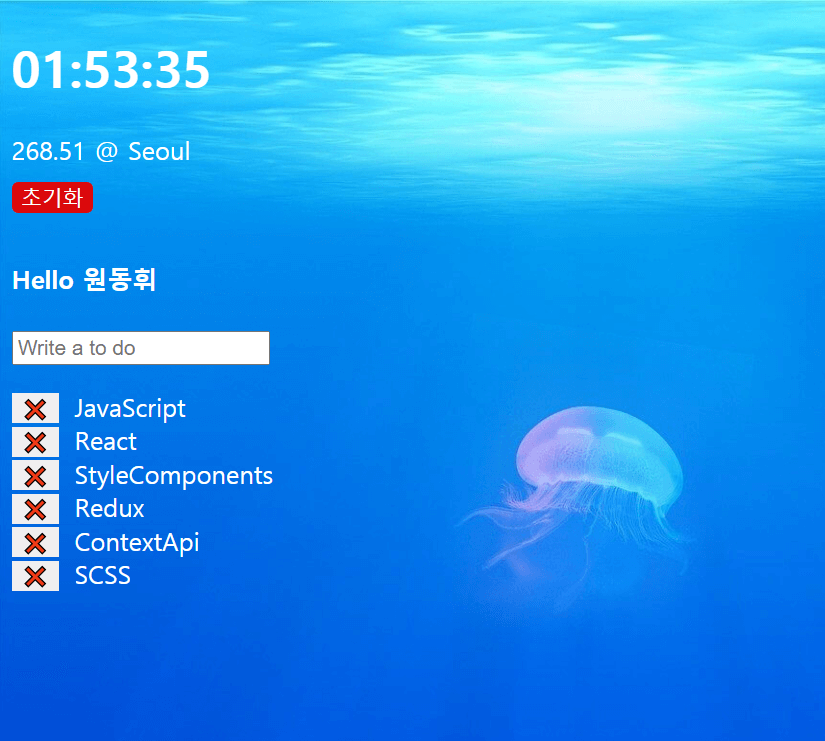 01:53:35
268.51 @ Seoul
초기화
Hello 원동휘
Write a to do
JavaScript
React
StyleComponents
Redux
ContextApi
SCSS